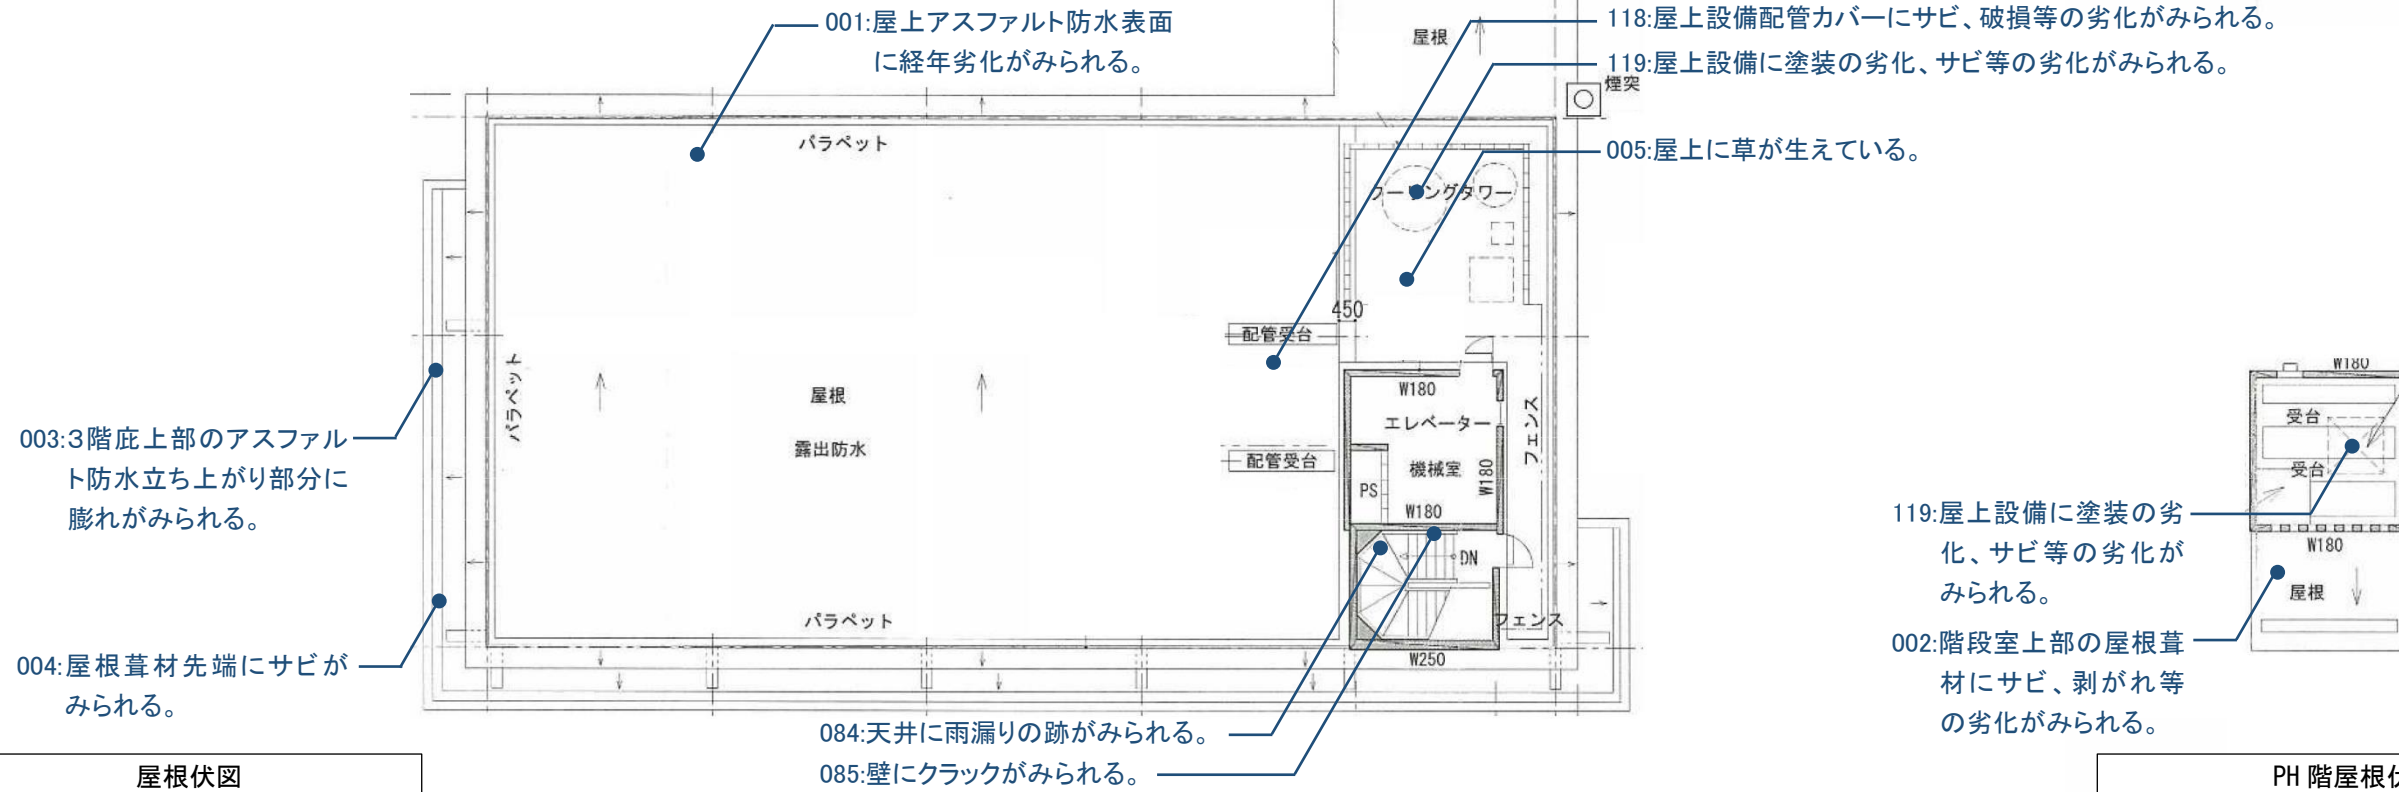 001:屋上アスファルト防水表面
に経年劣化がみられる。
118:屋上設備配管カバーにサビ、破損等の劣化がみられる。
屋根
119:屋上設備に塗装の劣化、サビ等の劣化がみられる。
煙突
パラペット
005:屋上に草が生えている。
クーリングタワー
450
配管受台
パラペット
屋根
露出防水
配管受台
W180
エレベーター
機械室
PS
W180
W180
フェンス
DN
フェンス
W250
パラペット
003:3階庇上部のアスファル
ト防水立ち上がり部分に
膨れがみられる。
004:屋根葺材先端にサビが
みられる。
084:天井に雨漏りの跡がみられる。
085:壁にクラックがみられる。
屋根伏図
W180
受台
受台
W180
屋根
119:屋上設備に塗装の劣
化、サビ等の劣化が
みられる。
002:階段室上部の屋根葺
材にサビ、剥がれ等
の劣化がみられる。
PH 階屋根伏